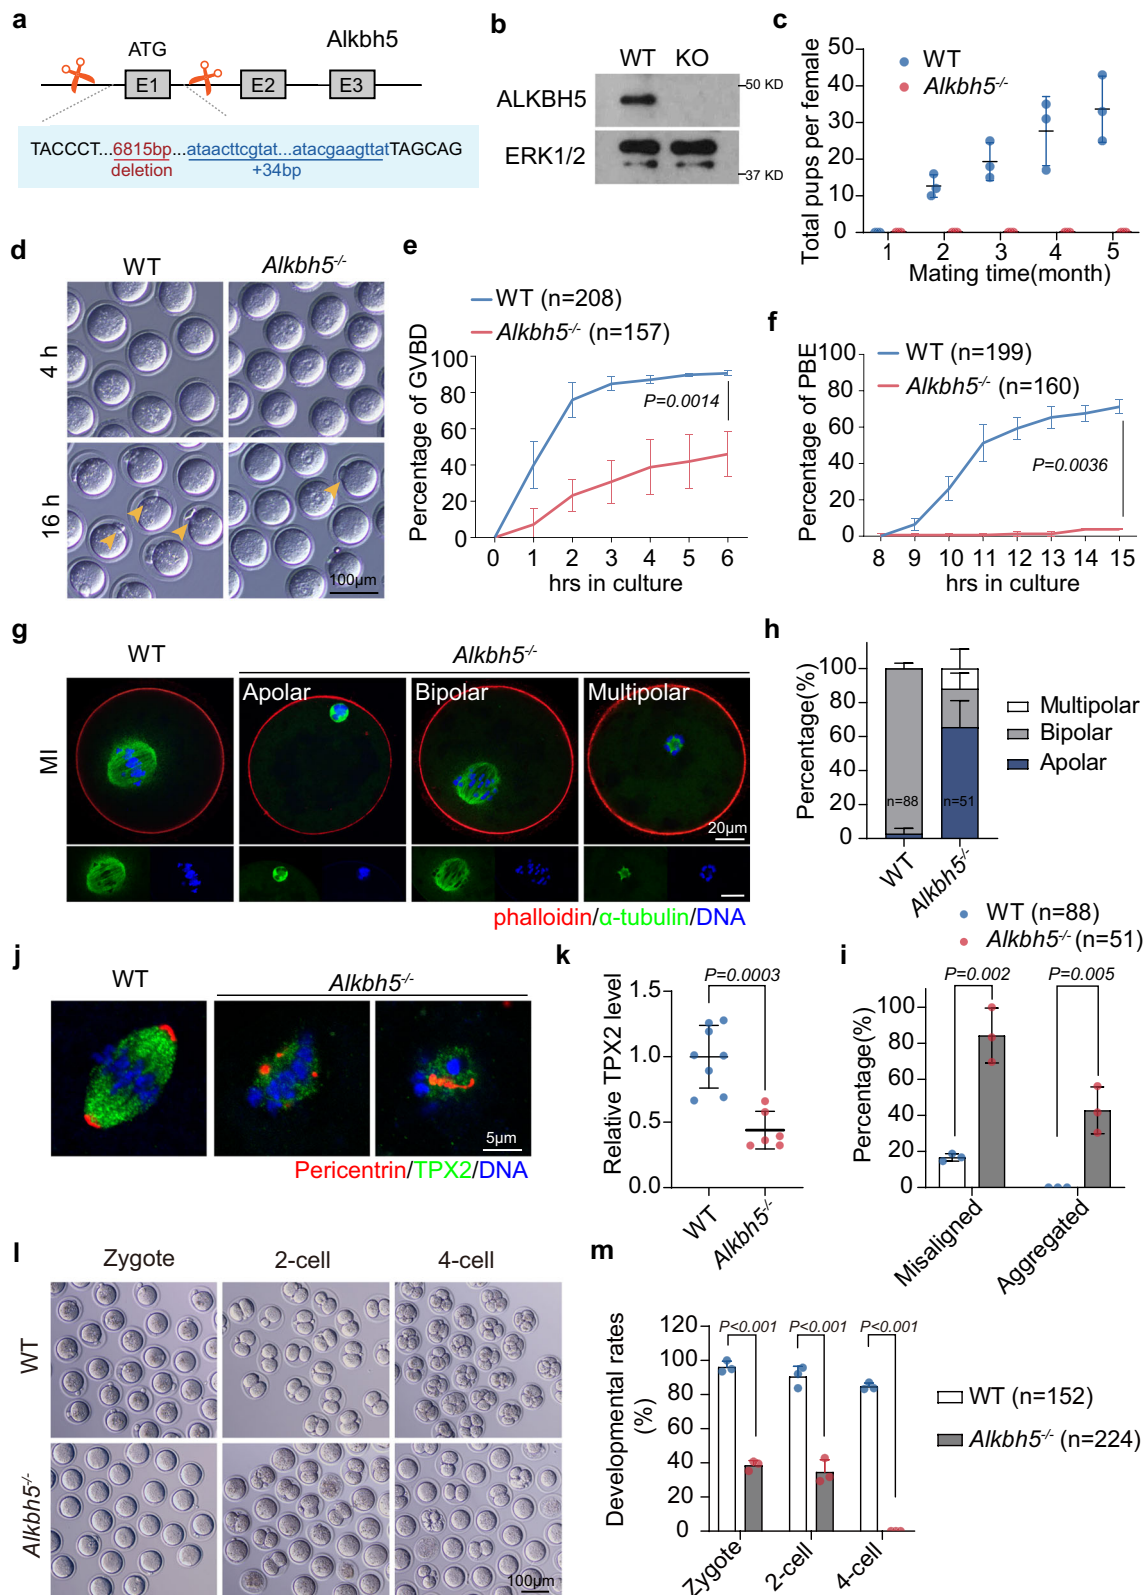 a
ATG
Alkbh5
E1
E2
E3
TACCCT...6815bp...ataacttcgtat...atacgaagttatTAGCAG
deletion
+34bp
b
WT KO
ALKBH5
50 KD
ERK1/2
37 KD
c
WT
Alkbh5-/-
Total pups per female
50
40
30
20
10
0
1 2 3 4 5
Mating time(month)
d
WT
Alkbh5-/-
4 h
16 h
100μm
e
WT (n=208)
Alkbh5-/- (n=157)
Percentage of GVBD
100
80
60
40
20
0
P=0.0014
0 1 2 3 4 5 6
hrs in culture
f
WT (n=199)
Alkbh5-/- (n=160)
Percentage of PBE
100
80
60
40
20
0
P=0.0036
8 9 10 11 12 13 14 15
hrs in culture
g
WT
Alkbh5-/-
MI
Apolar
Bipolar
Multipolar
20μm
phalloidin/α-tubulin/DNA
h
Percentage(%)
100
80
60
40
20
0
n=88
n=51
WT
Alkbh5-/-
Multipolar
Bipolar
Apolar
j
WT
Alkbh5-/-
5μm
Pericentrin/TPX2/DNA
k
P=0.0003
Relative TPX2 level
1.5
1.0
0.5
0.0
WT
Alkbh5-/-
i
WT (n=88)
Alkbh5-/- (n=51)
P=0.002
P=0.005
Percentage(%)
100
80
60
40
20
0
Misaligned
Aggregated
l
Zygote
2-cell
4-cell
WT
Alkbh5-/-
100μm
m
P<0.001 P<0.001 P<0.001
Developmental rates
(%)
120
100
80
60
40
20
0
Zygote
2-cell
4-cell
WT (n=152)
Alkbh5-/- (n=224)